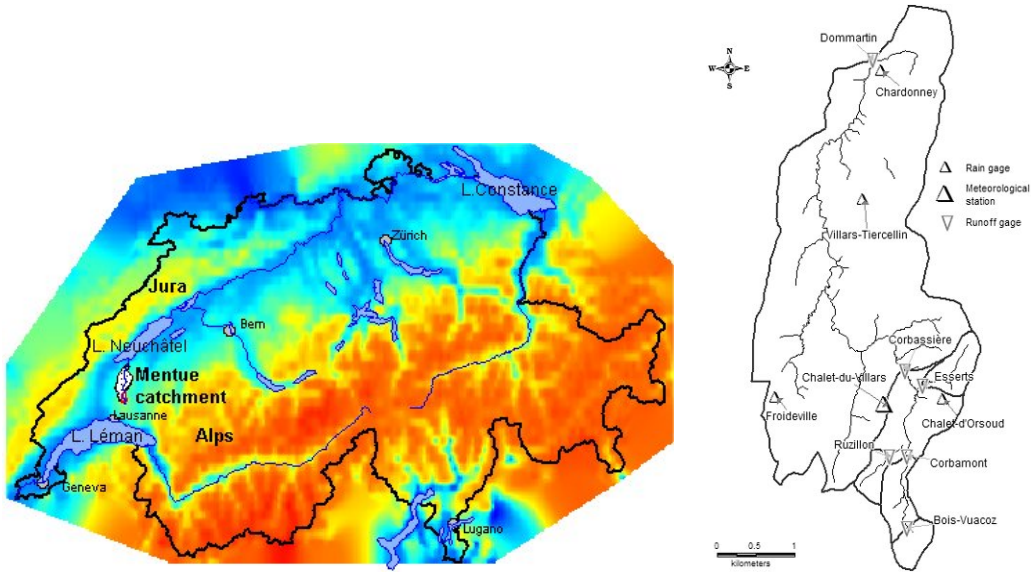 L.Constance
Zürich
Jura
Bern
L. Neuchâtel
Mentue
catchment
Lausanne
L. Léman
Alps
Geneva
Lugano
Dommartin
N
W
E
S
Chardonney
Rain gage
Meteorological
station
Runoff gage
Villars-Tiercellin
Corbassière
Chalet-du-Villars
Esserts
Froideville
Chalet-d'Orsoud
Ruzillon
Corbamont
Bois-Vuacoz
0 0.5 1
kilometers